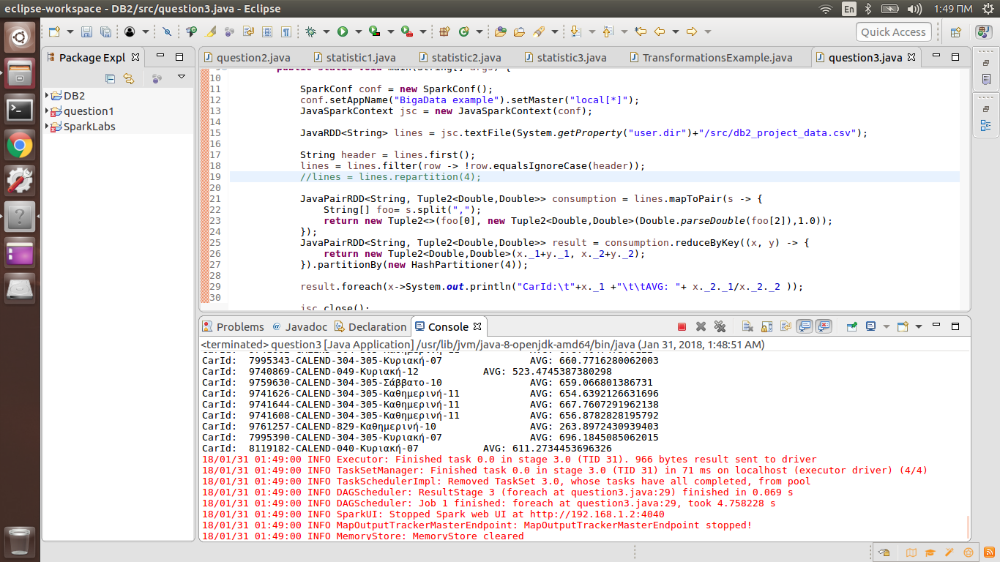 eclipse-workspace - DB2/src/question3.java - Eclipse
En
1:49 ΠΜ
Quick Access
Package Expl
question2.java
statistic1.java
statistic2.java
statistic3.java
TransformationsExample.java
question3.java
DB2
question1
SparkLabs
public static void main(String[] args) {
10
11 SparkConf conf = new SparkConf();
12 conf.setAppName("BigaData example").setMaster("local[*]");
13 JavaSparkContext jsc = new JavaSparkContext(conf);
14
15 JavaRDD<String> lines = jsc.textFile(System.getProperty("user.dir")+"/src/db2_project_data.csv");
16
17 String header = lines.first();
18 lines = lines.filter(row -> !row.equalsIgnoreCase(header));
19 //lines = lines.repartition(4);
20
21 JavaPairRDD<String, Tuple2<Double,Double>> consumption = lines.mapToPair(s -> {
22 String[] foo= s.split(",");
23 return new Tuple2<>(foo[0], new Tuple2<Double,Double>(Double.parseDouble(foo[2]),1.0));
24 });
25 JavaPairRDD<String, Tuple2<Double,Double>> result = consumption.reduceByKey((x, y) -> {
26 return new Tuple2<Double,Double>(x._1+y._1, x._2+y._2);
27 }).partitionBy(new HashPartitioner(4));
28
29 result.foreach(x->System.out.println("CarId:\t"+x._1 +"\t\tAVG: "+ x._2._1/x._2._2 ));
30
jsc.close();
Problems
@ Javadoc
Declaration
Console
<terminated> question3 [Java Application] /usr/lib/jvm/java-8-openjdk-amd64/bin/java (Jan 31, 2018, 1:48:51 AM)
CarId: 7995343-CALEND-304-305-Κυριακή-07 AVG: 660.7716280062003
CarId: 9740869-CALEND-049-Κυριακή-12 AVG: 523.4745387380298
CarId: 9759630-CALEND-304-305-Σάββατο-10 AVG: 659.066801386731
CarId: 9741626-CALEND-304-305-Καθημερινή-11 AVG: 654.6392126631696
CarId: 9741644-CALEND-304-305-Καθημερινή-11 AVG: 667.7607291962138
CarId: 9741608-CALEND-304-305-Καθημερινή-11 AVG: 656.8782828195792
CarId: 9761257-CALEND-829-Καθημερινή-10 AVG: 263.8972430939403
CarId: 7995390-CALEND-304-305-Κυριακή-07 AVG: 696.1845085062015
CarId: 8119182-CALEND-040-Κυριακή-07 AVG: 611.2734453696326
18/01/31 01:49:00 INFO Executor: Finished task 0.0 in stage 3.0 (TID 31). 966 bytes result sent to driver
18/01/31 01:49:00 INFO TaskSetManager: Finished task 0.0 in stage 3.0 (TID 31) in 71 ms on localhost (executor driver) (4/4)
18/01/31 01:49:00 INFO TaskSchedulerImpl: Removed TaskSet 3.0, whose tasks have all completed, from pool
18/01/31 01:49:00 INFO DAGScheduler: ResultStage 3 (foreach at question3.java:29) finished in 0.069 s
18/01/31 01:49:00 INFO DAGScheduler: Job 1 finished: foreach at question3.java:29, took 4.758228 s
18/01/31 01:49:00 INFO SparkUI: Stopped Spark web UI at http://192.168.1.2:4040
18/01/31 01:49:00 INFO MapOutputTrackerMasterEndpoint: MapOutputTrackerMasterEndpoint stopped!
18/01/31 01:49:00 INFO MemoryStore: MemoryStore cleared